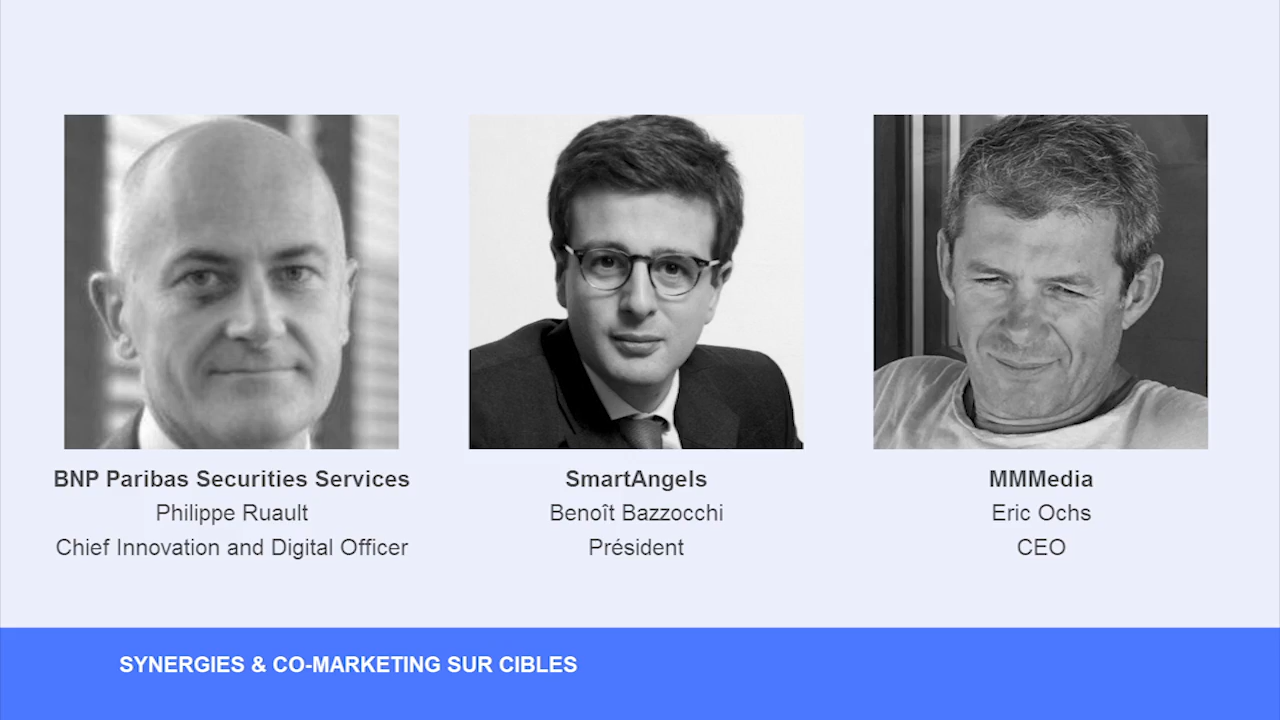 BNP Paribas Securities Services
Philippe Ruault
Chief Innovation and Digital Officer
SmartAngels
Benoît Bazzocchi
Président
MMMedia
Eric Ochs
CEO
SYNERGIES & CO-MARKETING SUR CIBLES